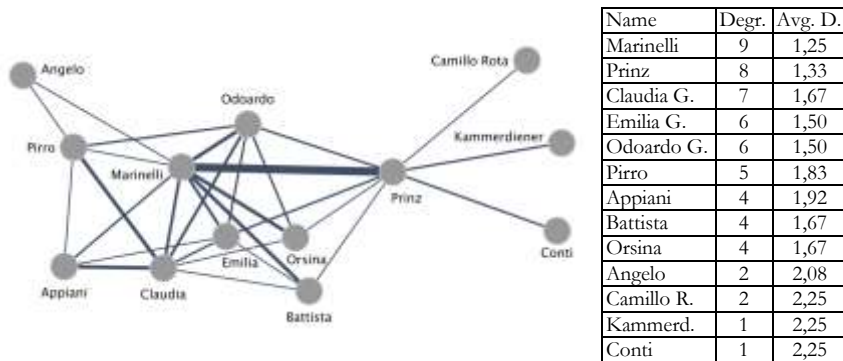 Angelo
Camillo Rota
Odoardo
Kammerdiener
Pirro
Marinelli
Prinz
Emilia
Orsina
Conti
Appiani
Claudia
Battista
Name Degr. Avg. D.
Marinelli 9 1,25
Prinz 8 1,33
Claudia G. 7 1,67
Emilia G. 6 1,50
Odoardo G. 6 1,50
Pirro 5 1,83
Appiani 4 1,92
Battista 4 1,67
Orsina 4 1,67
Angelo 2 2,08
Camillo R. 2 2,25
Kammerd. 1 2,25
Conti 1 2,25